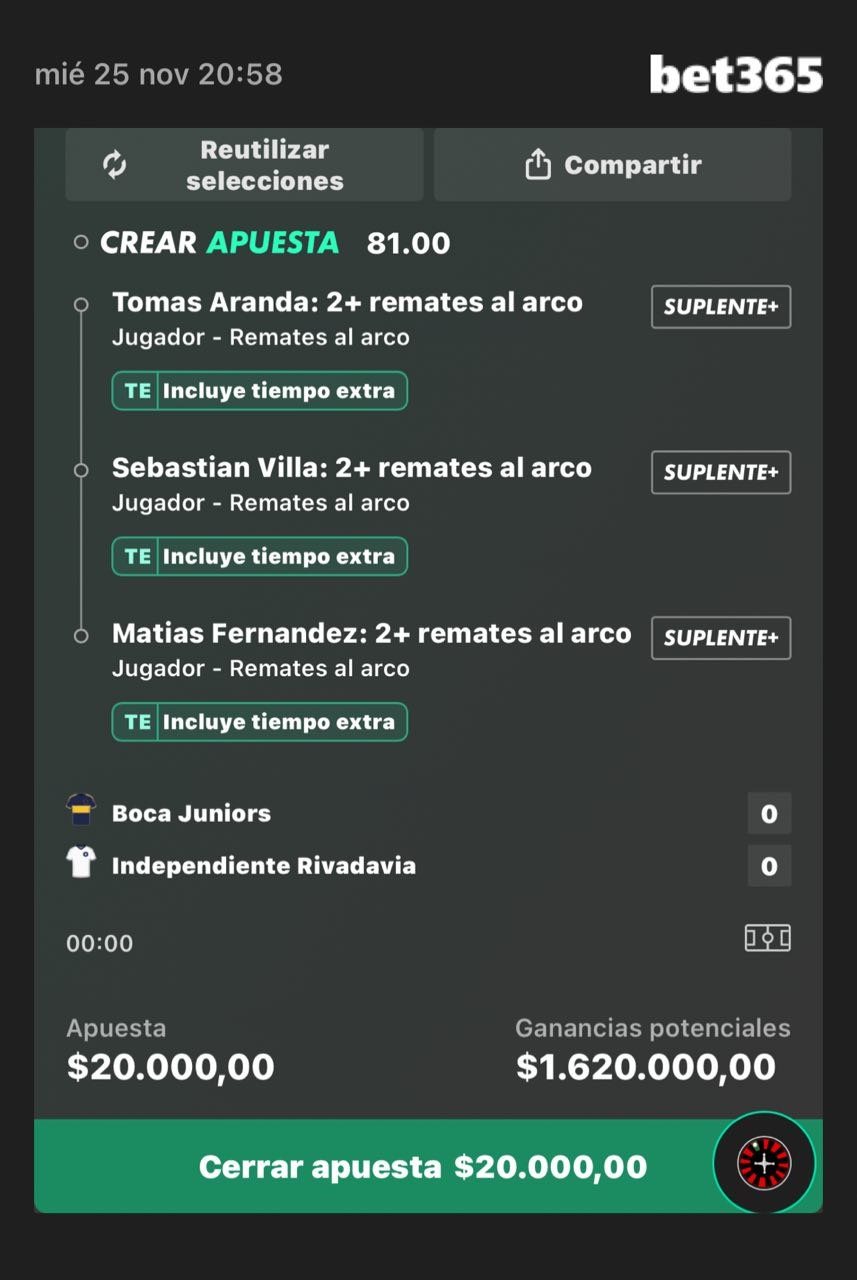 mié 25 nov 20:58
bet365
Reutilizar
selecciones
Compartir
CREAR APUESTA 81.00
Tomas Aranda: 2+ remates al arco
SUPLENTE+
Jugador - Remates al arco
TE Incluye tiempo extra
Sebastian Villa: 2+ remates al arco
SUPLENTE+
Jugador - Remates al arco
TE Incluye tiempo extra
Matias Fernandez: 2+ remates al arco
SUPLENTE+
Jugador - Remates al arco
TE Incluye tiempo extra
Boca Juniors 0
Independiente Rivadavia 0
00:00
Apuesta
$20.000,00
Ganancias potenciales
$1.620.000,00
Cerrar apuesta $20.000,00